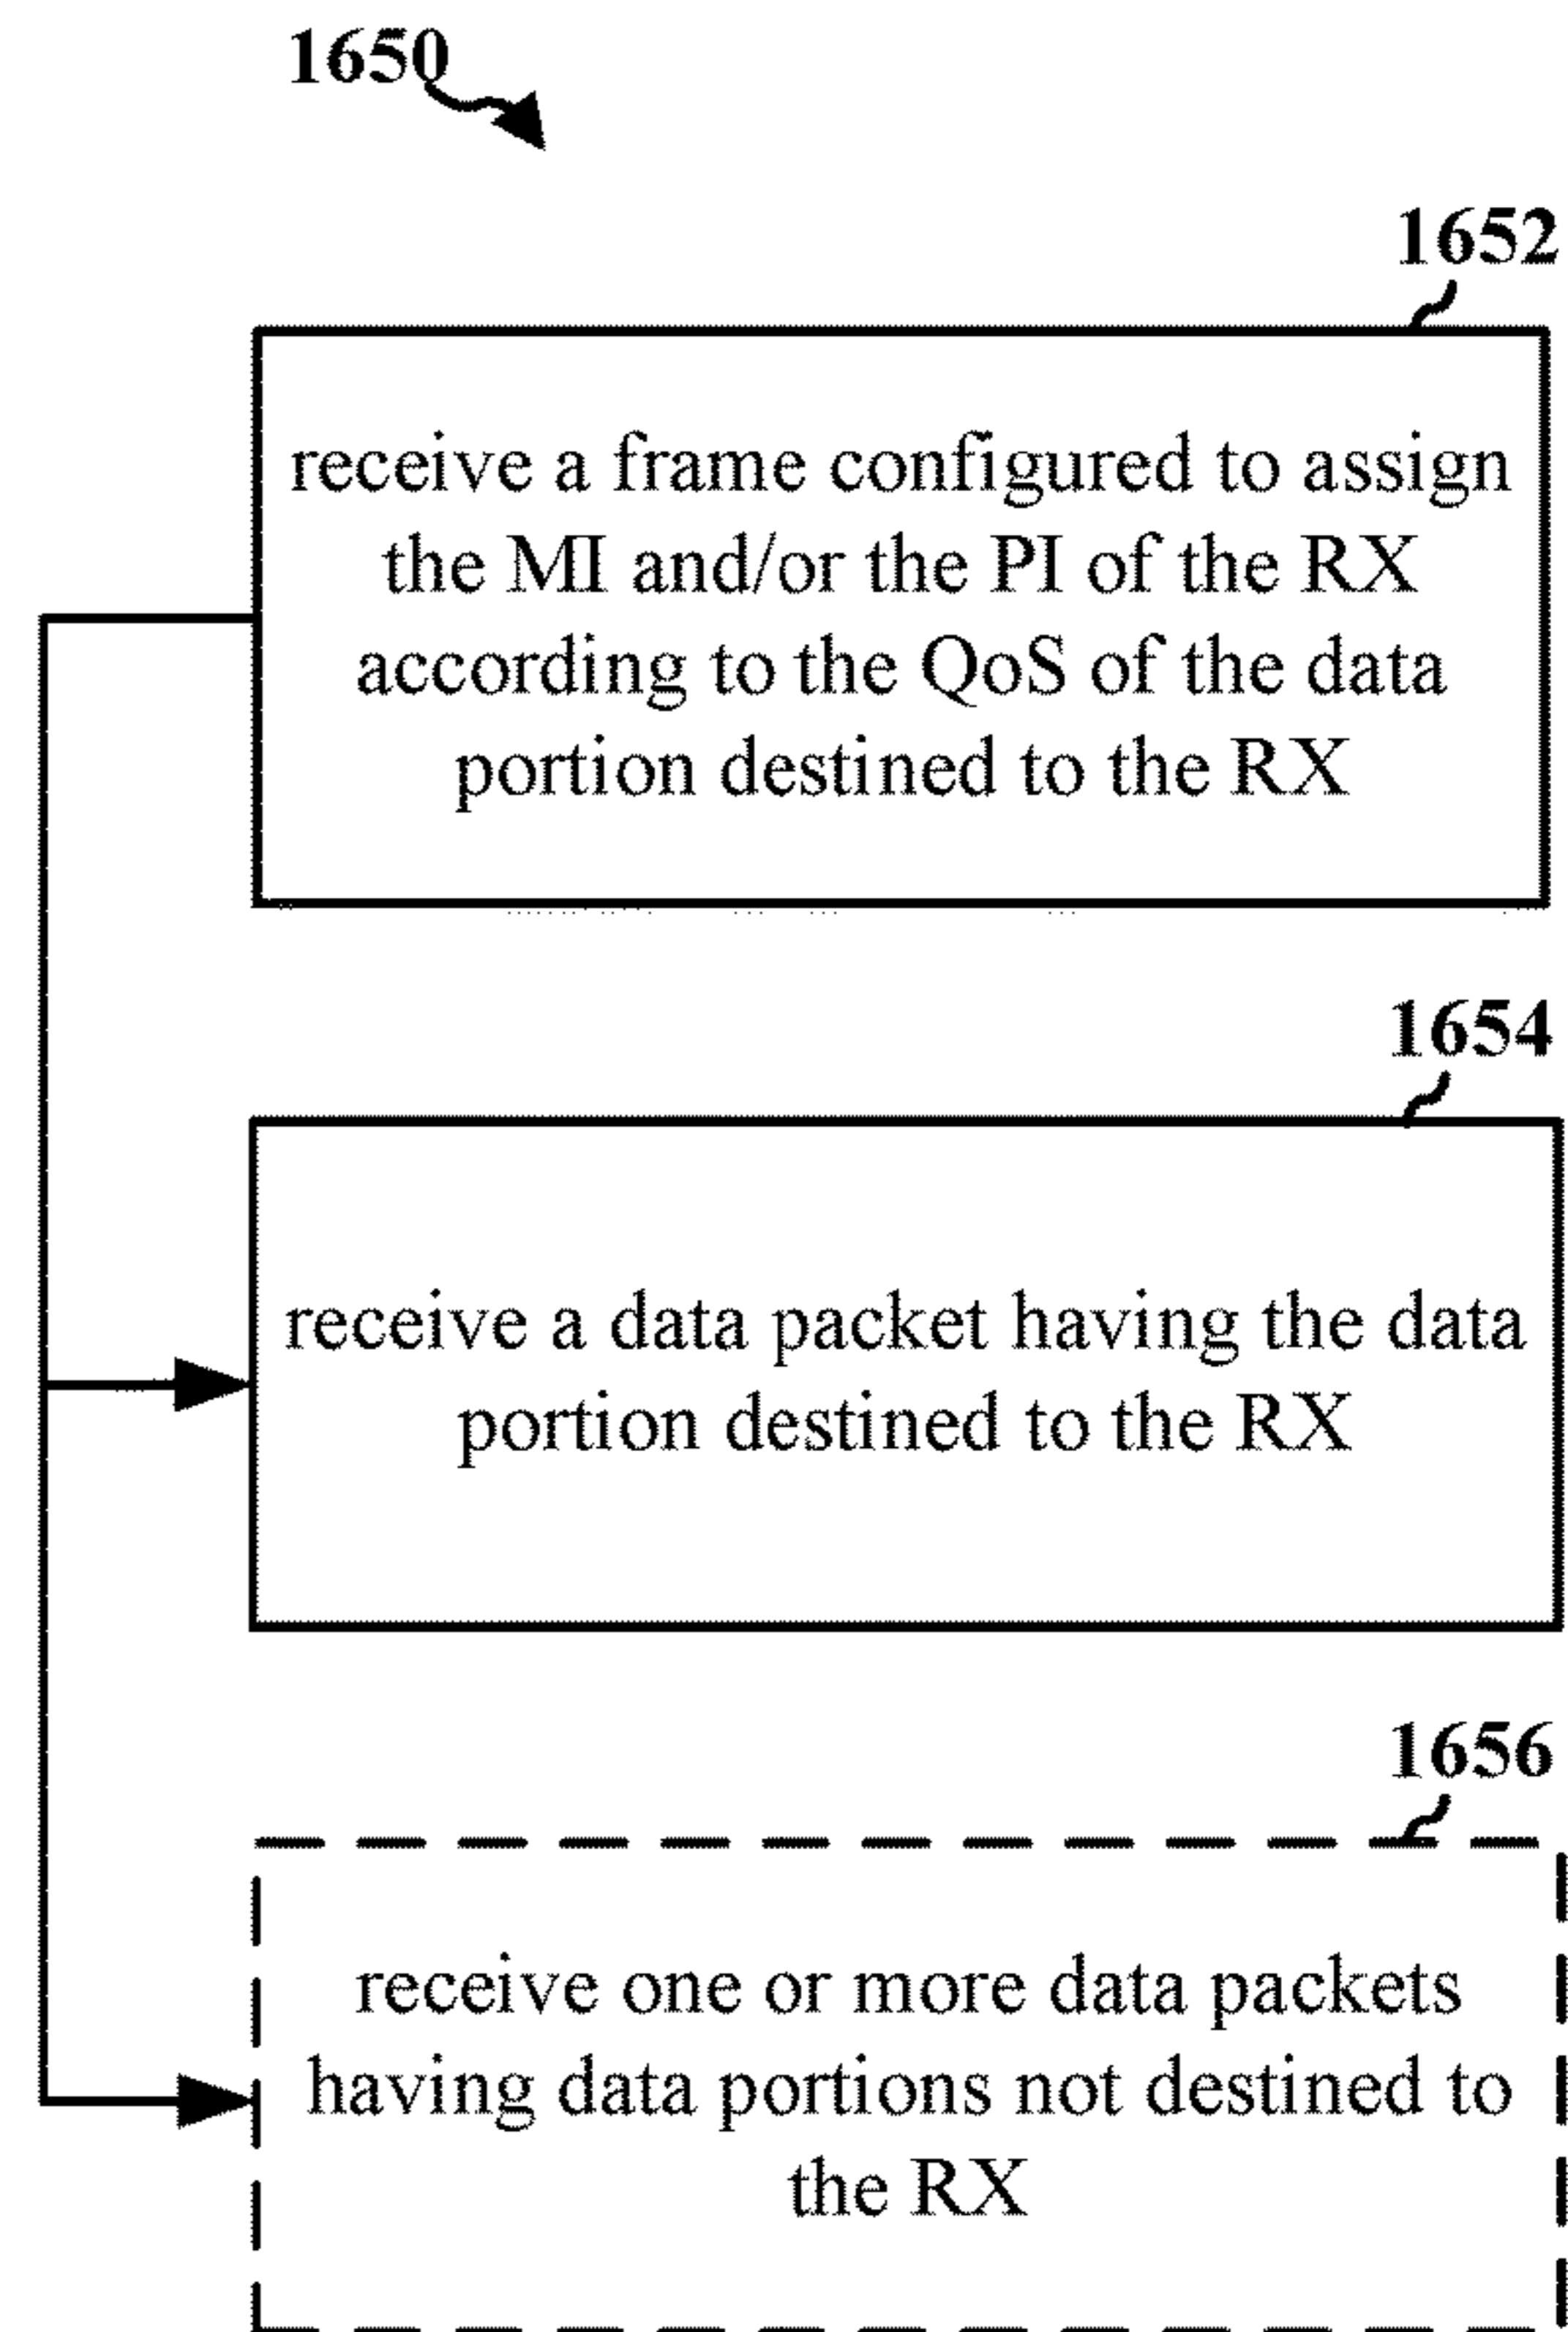 1650
1652
receive a frame configured to assign
the MI and/or the PI of the RX
according to the QoS of the data
portion destined to the RX
1654
receive a data packet having the data
portion destined to the RX
1656
receive one or more data packets
having data portions not destined to
the RX